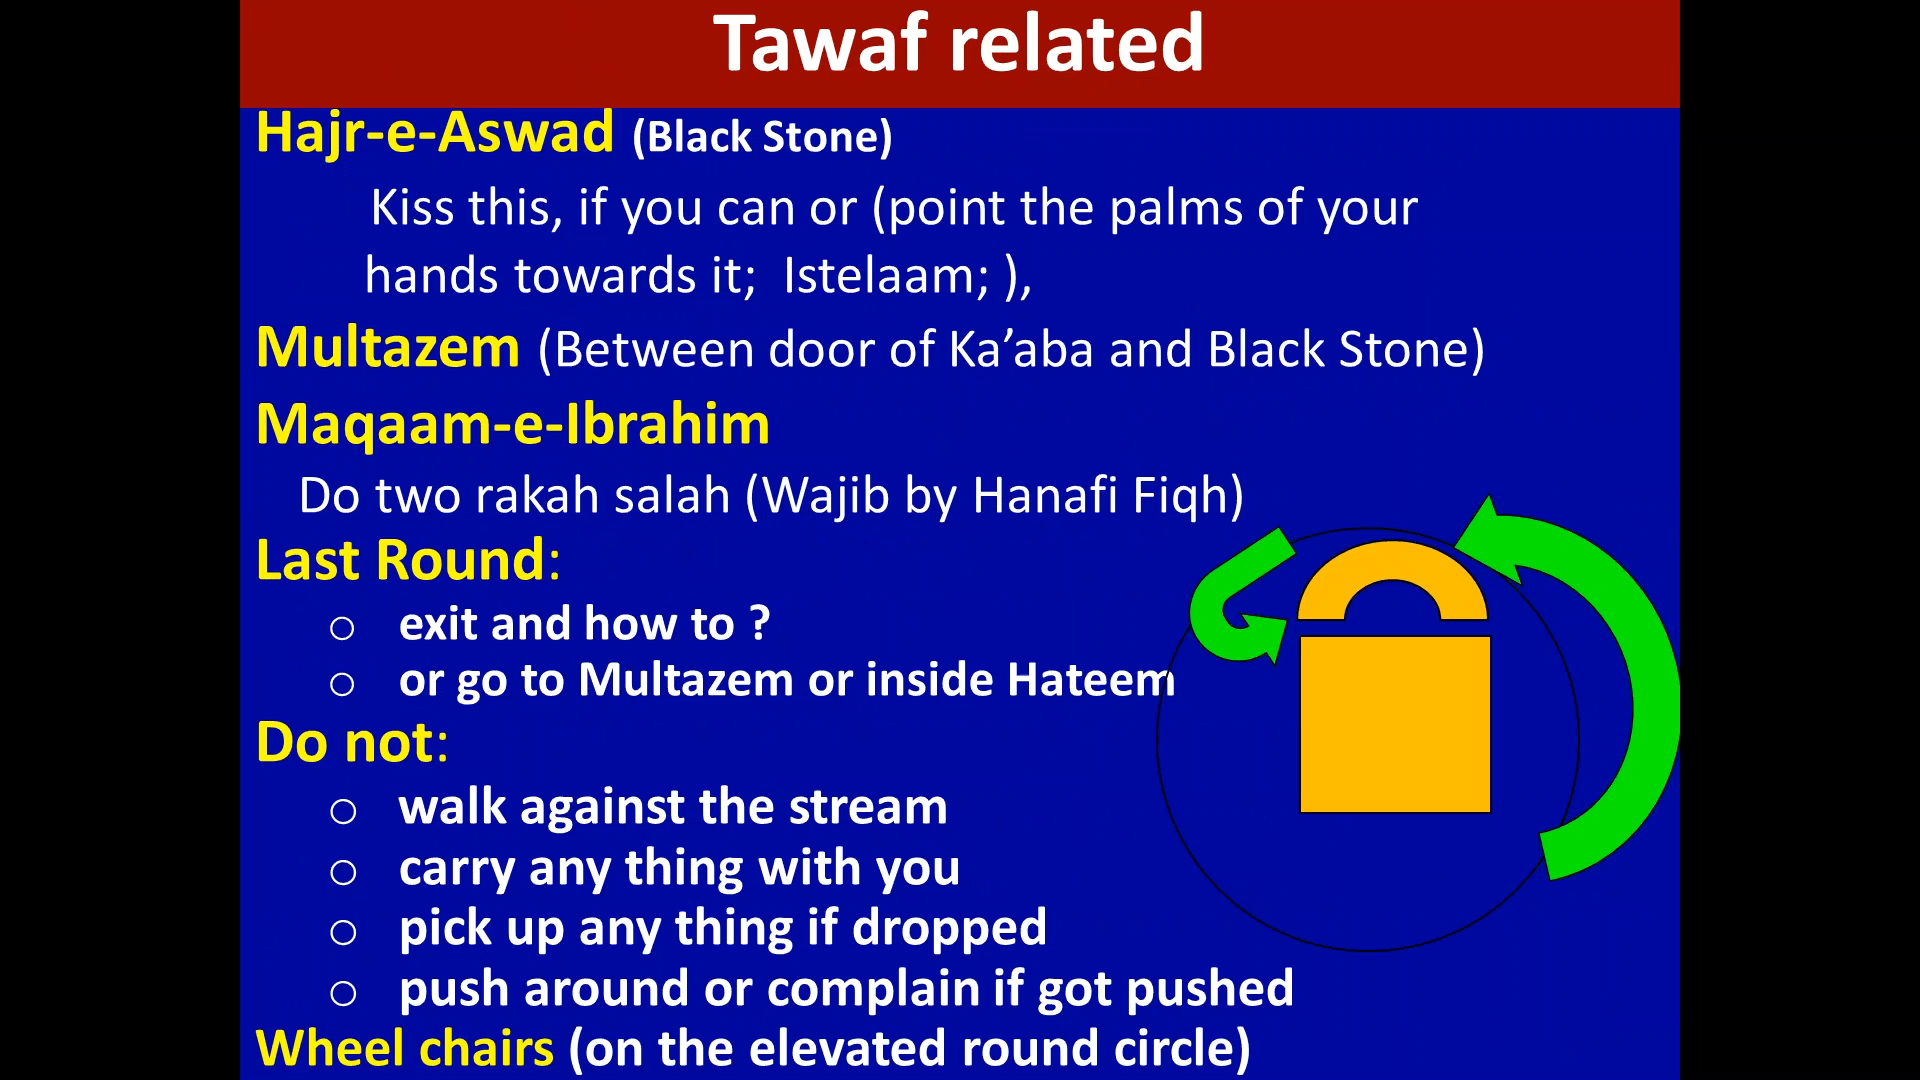 Tawaf related
Hajr-e-Aswad (Black Stone)
Kiss this, if you can or (point the palms of your
hands towards it; Istelaam; ),
Multazem (Between door of Ka’aba and Black Stone)
Maqaam-e-Ibrahim
Do two rakah salah (Wajib by Hanafi Fiqh)
Last Round:
o exit and how to ?
o or go to Multazem or inside Hateem
Do not:
o walk against the stream
o carry any thing with you
o pick up any thing if dropped
o push around or complain if got pushed
Wheel chairs (on the elevated round circle)